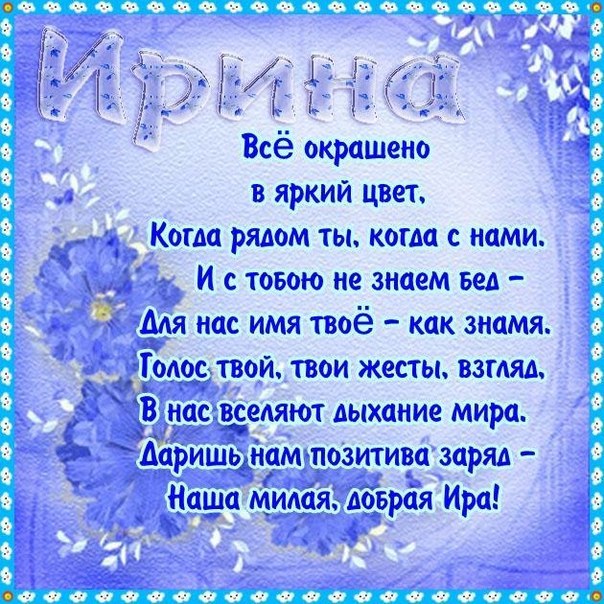 Ирина
Всё окрашено
в яркий цвет,
Когда рядом ты, когда с нами.
И с тобою не знаем бед –
Для нас имя твоё – как знамя.
Голос твой, твои жесты, взгляд,
В нас вселяют дыхание мира.
Даришь нам позитива заряд –
Наша милая, добрая Ира!